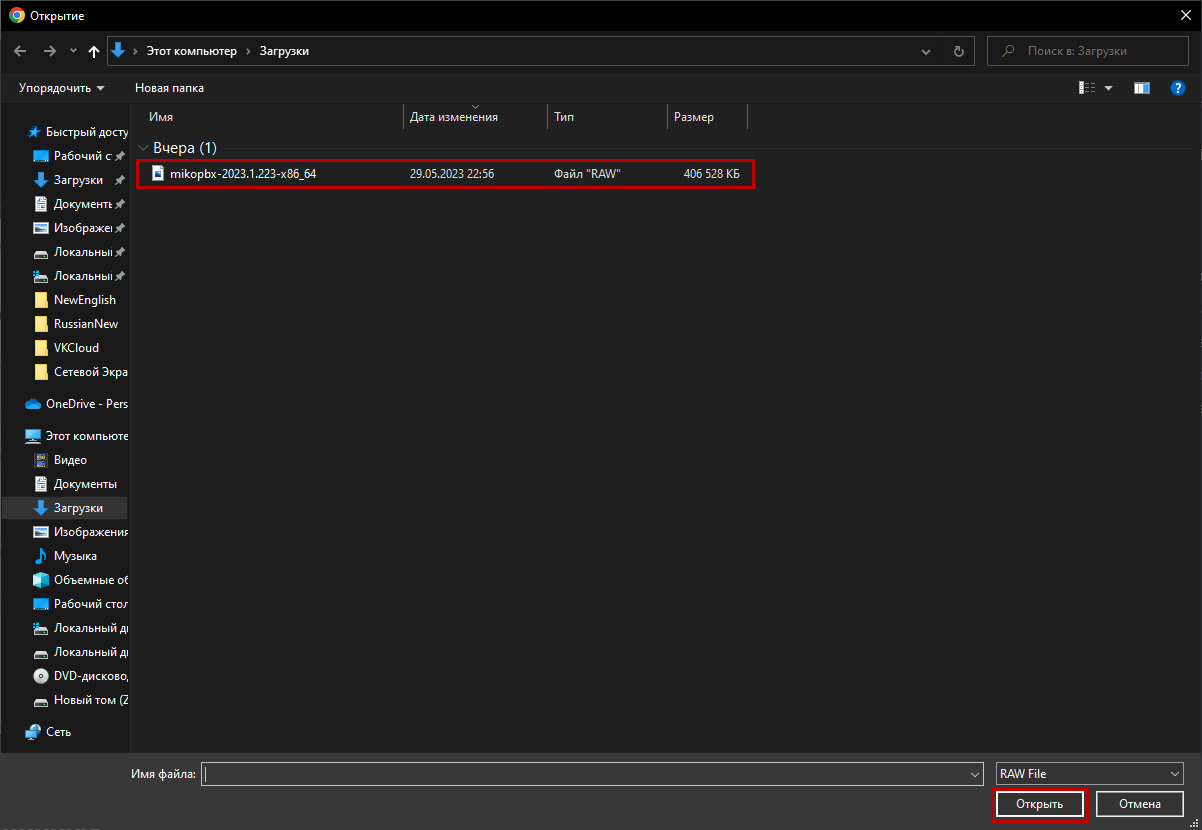 Открытие
Этот компьютер › Загрузки
Поиск в: Загрузки
Упорядочить
Новая папка
Имя
Дата изменения
Тип
Размер
Вчера (1)
mikopbx-2023.1.223-x86_64
29.05.2023 22:56
Файл "RAW"
406 528 КБ
Быстрый досту
Рабочий с
Загрузки
Документь
Изображе
Локальны
Локальны
NewEnglish
RussianNew
VKCloud
Сетевой Экра
OneDrive - Pers
Этот компьюте
Видео
Документы
Загрузки
Изображения
Музыка
Объемные об
Рабочий стол
Локальный ди
Локальный ди
DVD-дисковод
Новый том (Z
Сеть
Имя файла:
RAW File
Открыть
Отмена